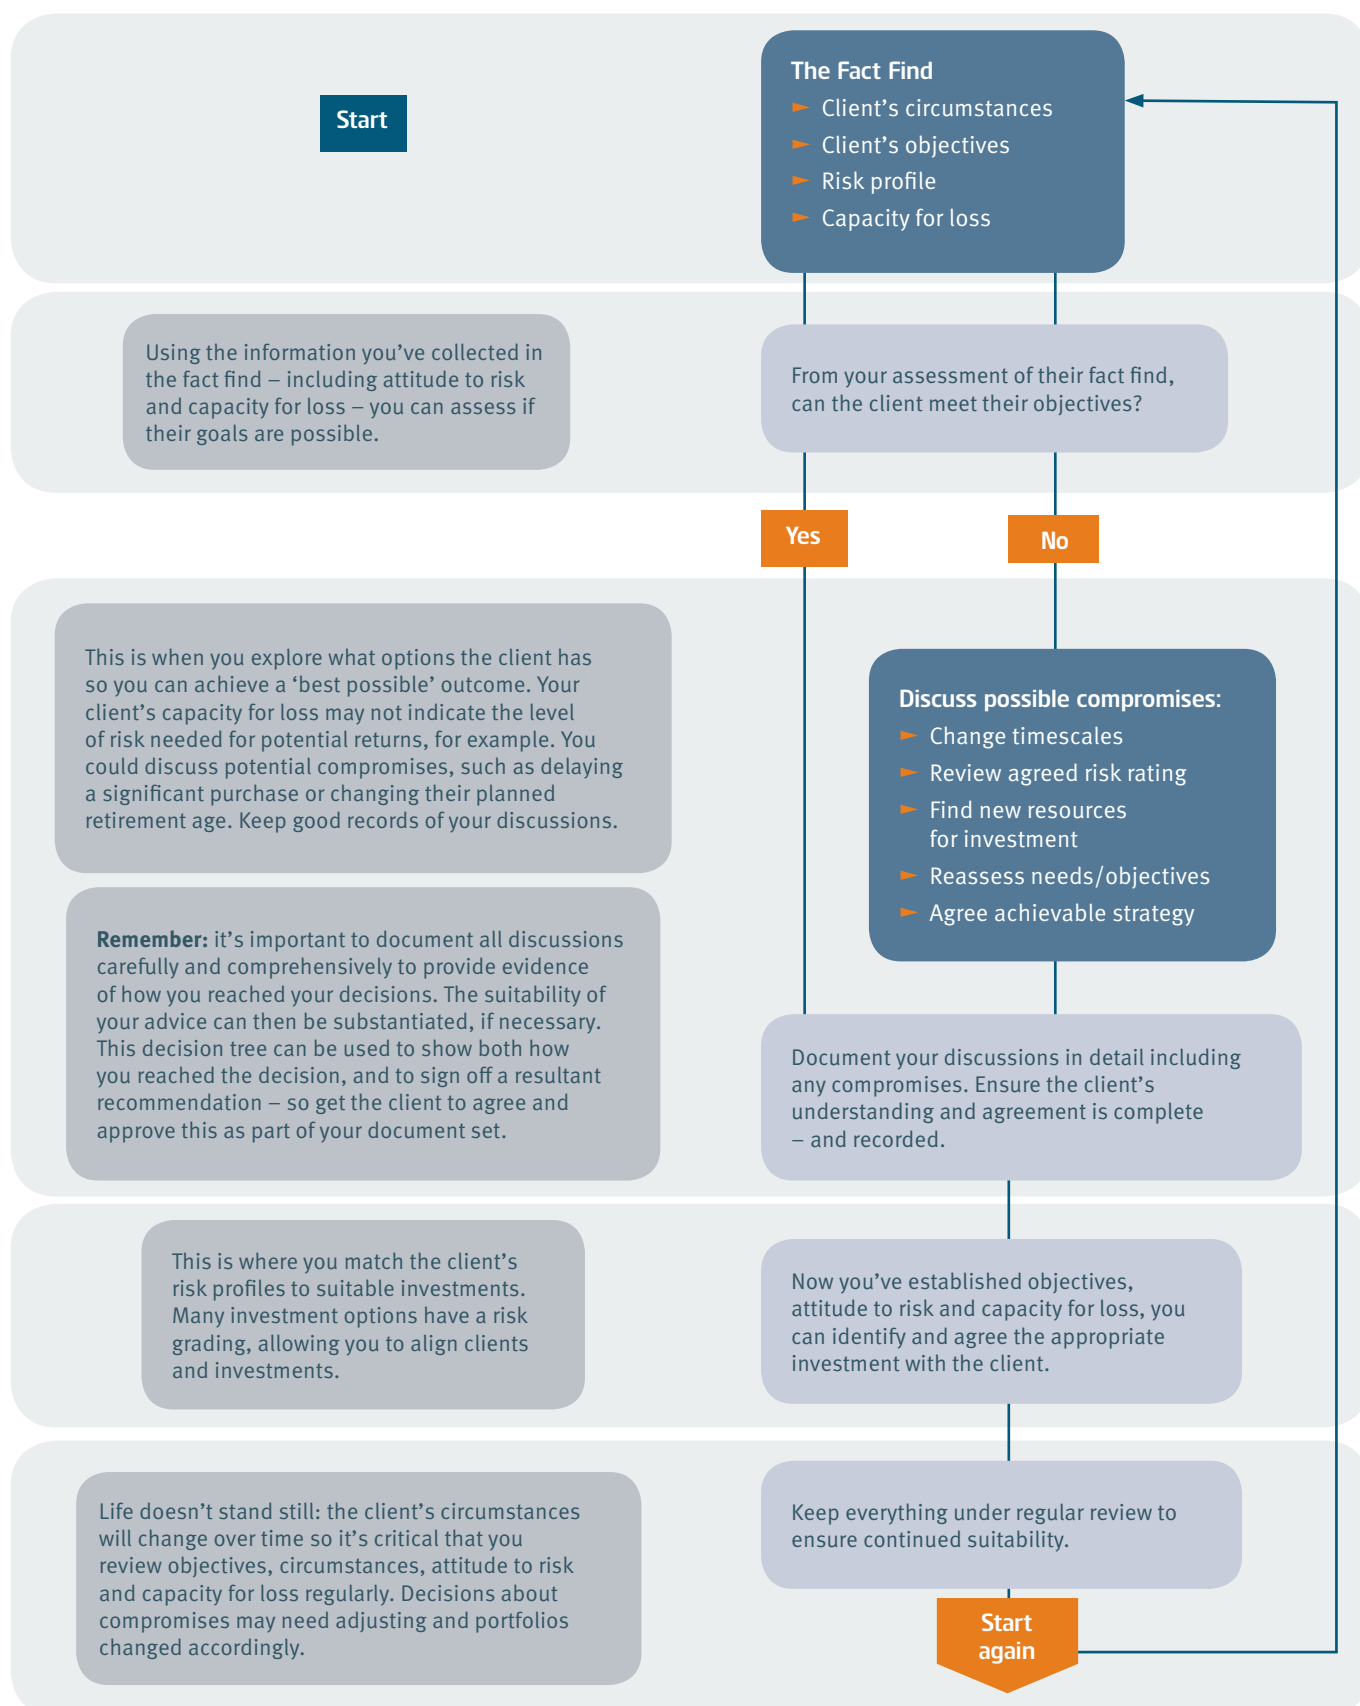 Start
The Fact Find
► Client’s circumstances
► Client’s objectives
► Risk profile
► Capacity for loss
Using the information you’ve collected in
the fact find – including attitude to risk
and capacity for loss – you can assess if
their goals are possible.
From your assessment of their fact find,
can the client meet their objectives?
Yes
No
This is when you explore what options the client has
so you can achieve a ‘best possible’ outcome. Your
client’s capacity for loss may not indicate the level
of risk needed for potential returns, for example. You
could discuss potential compromises, such as delaying
a significant purchase or changing their planned
retirement age. Keep good records of your discussions.
Discuss possible compromises:
► Change timescales
► Review agreed risk rating
► Find new resources
for investment
► Reassess needs/objectives
► Agree achievable strategy
Remember: it’s important to document all discussions
carefully and comprehensively to provide evidence
of how you reached your decisions. The suitability of
your advice can then be substantiated, if necessary.
This decision tree can be used to show both how
you reached the decision, and to sign off a resultant
recommendation – so get the client to agree and
approve this as part of your document set.
Document your discussions in detail including
any compromises. Ensure the client’s
understanding and agreement is complete
– and recorded.
This is where you match the client’s
risk profiles to suitable investments.
Many investment options have a risk
grading, allowing you to align clients
and investments.
Now you’ve established objectives,
attitude to risk and capacity for loss, you
can identify and agree the appropriate
investment with the client.
Life doesn’t stand still: the client’s circumstances
will change over time so it’s critical that you
review objectives, circumstances, attitude to risk
and capacity for loss regularly. Decisions about
compromises may need adjusting and portfolios
changed accordingly.
Keep everything under regular review to
ensure continued suitability.
Start
again